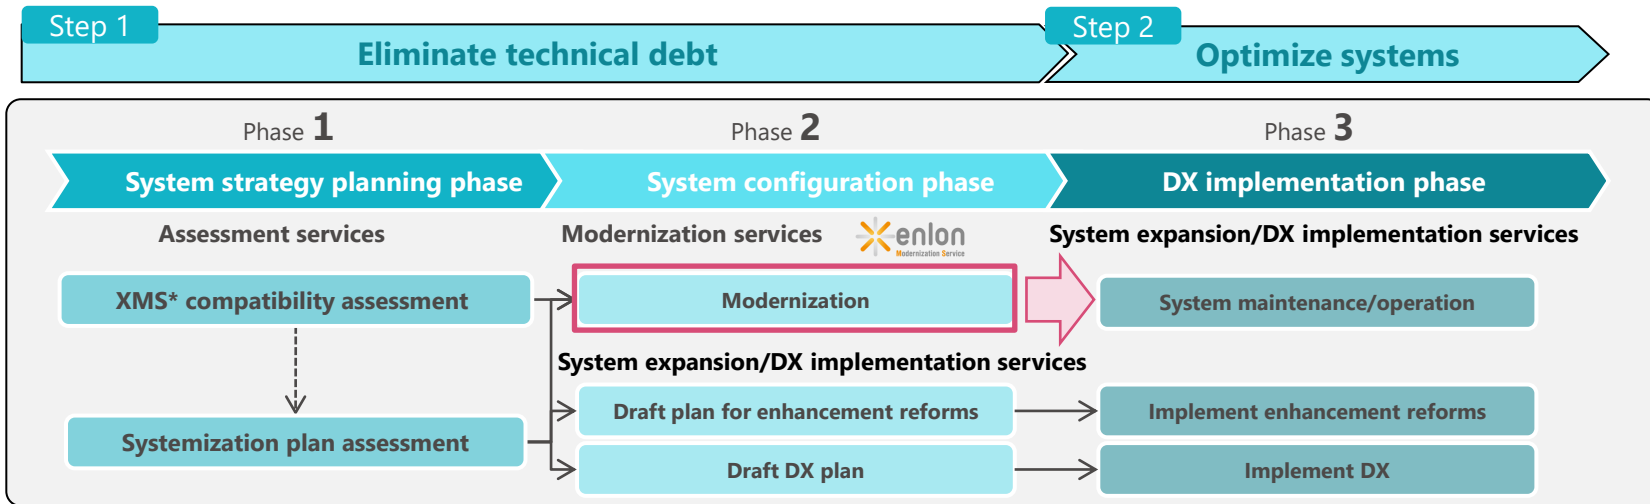 Step 1
Eliminate technical debt
Step 2
Optimize systems
Phase 1
Phase 2
Phase 3
System strategy planning phase
System configuration phase
DX implementation phase
Assessment services
Modernization services
enlon
Modernization Service
System expansion/DX implementation services
XMS* compatibility assessment
Modernization
System maintenance/operation
System expansion/DX implementation services
Draft plan for enhancement reforms
Implement enhancement reforms
Systemization plan assessment
Draft DX plan
Implement DX